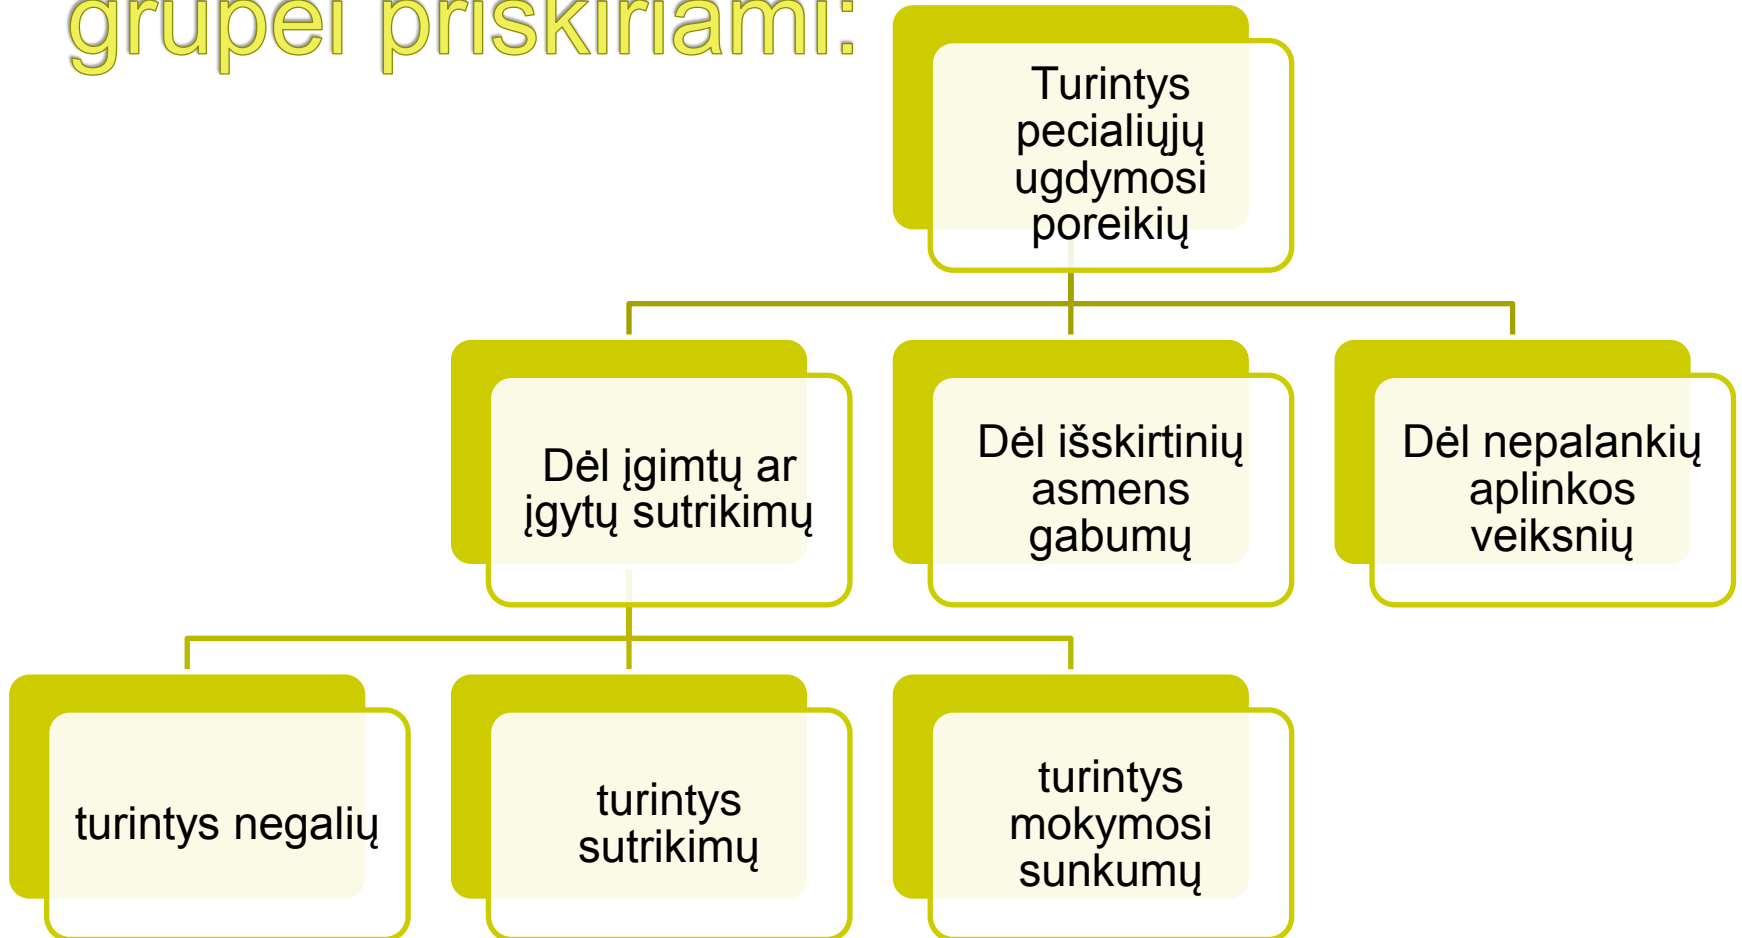 grupei priskiriami:
Turintys
pecialiųjų
ugdymosi
poreikių
Dėl įgimtų ar
įgytų sutrikimų
Dėl išskirtinių
asmens
gabumų
Dėl nepalankių
aplinkos
veiksnių
turintys negalių
turintys
sutrikimų
turintys
mokymosi
sunkumų